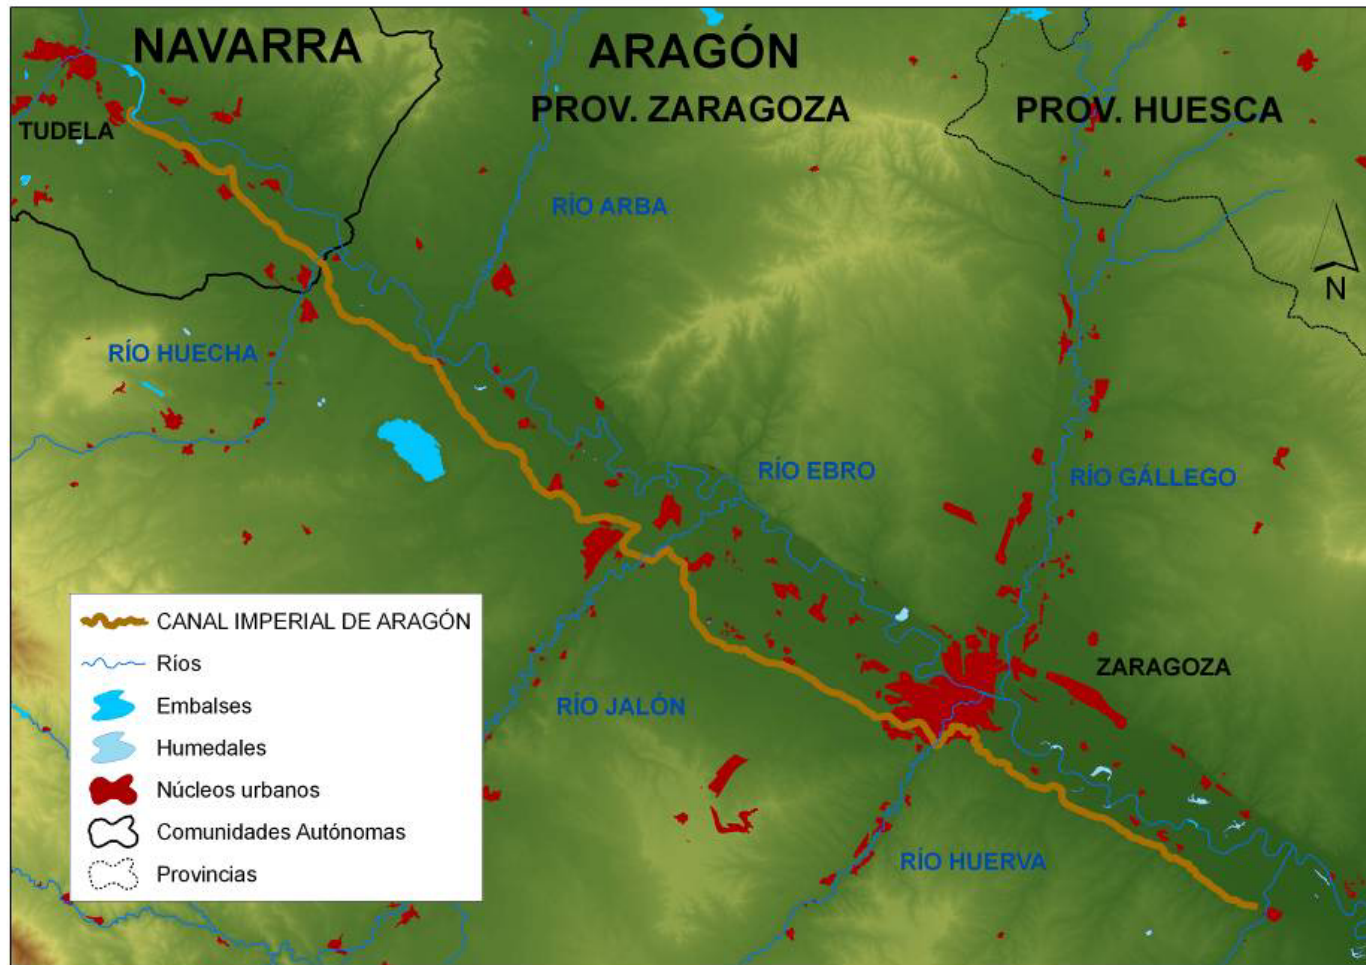 NAVARRA
ARAGÓN
PROV. ZARAGOZA
PROV. HUESCA
TUDELA
RÍO ARBA
N
RÍO HUECHA
RÍO EBRO
RÍO GÁLLEGO
ZARAGOZA
RÍO JALÓN
RÍO HUERVA
CANAL IMPERIAL DE ARAGÓN
Ríos
Embalses
Humedales
Núcleos urbanos
Comunidades Autónomas
Provincias